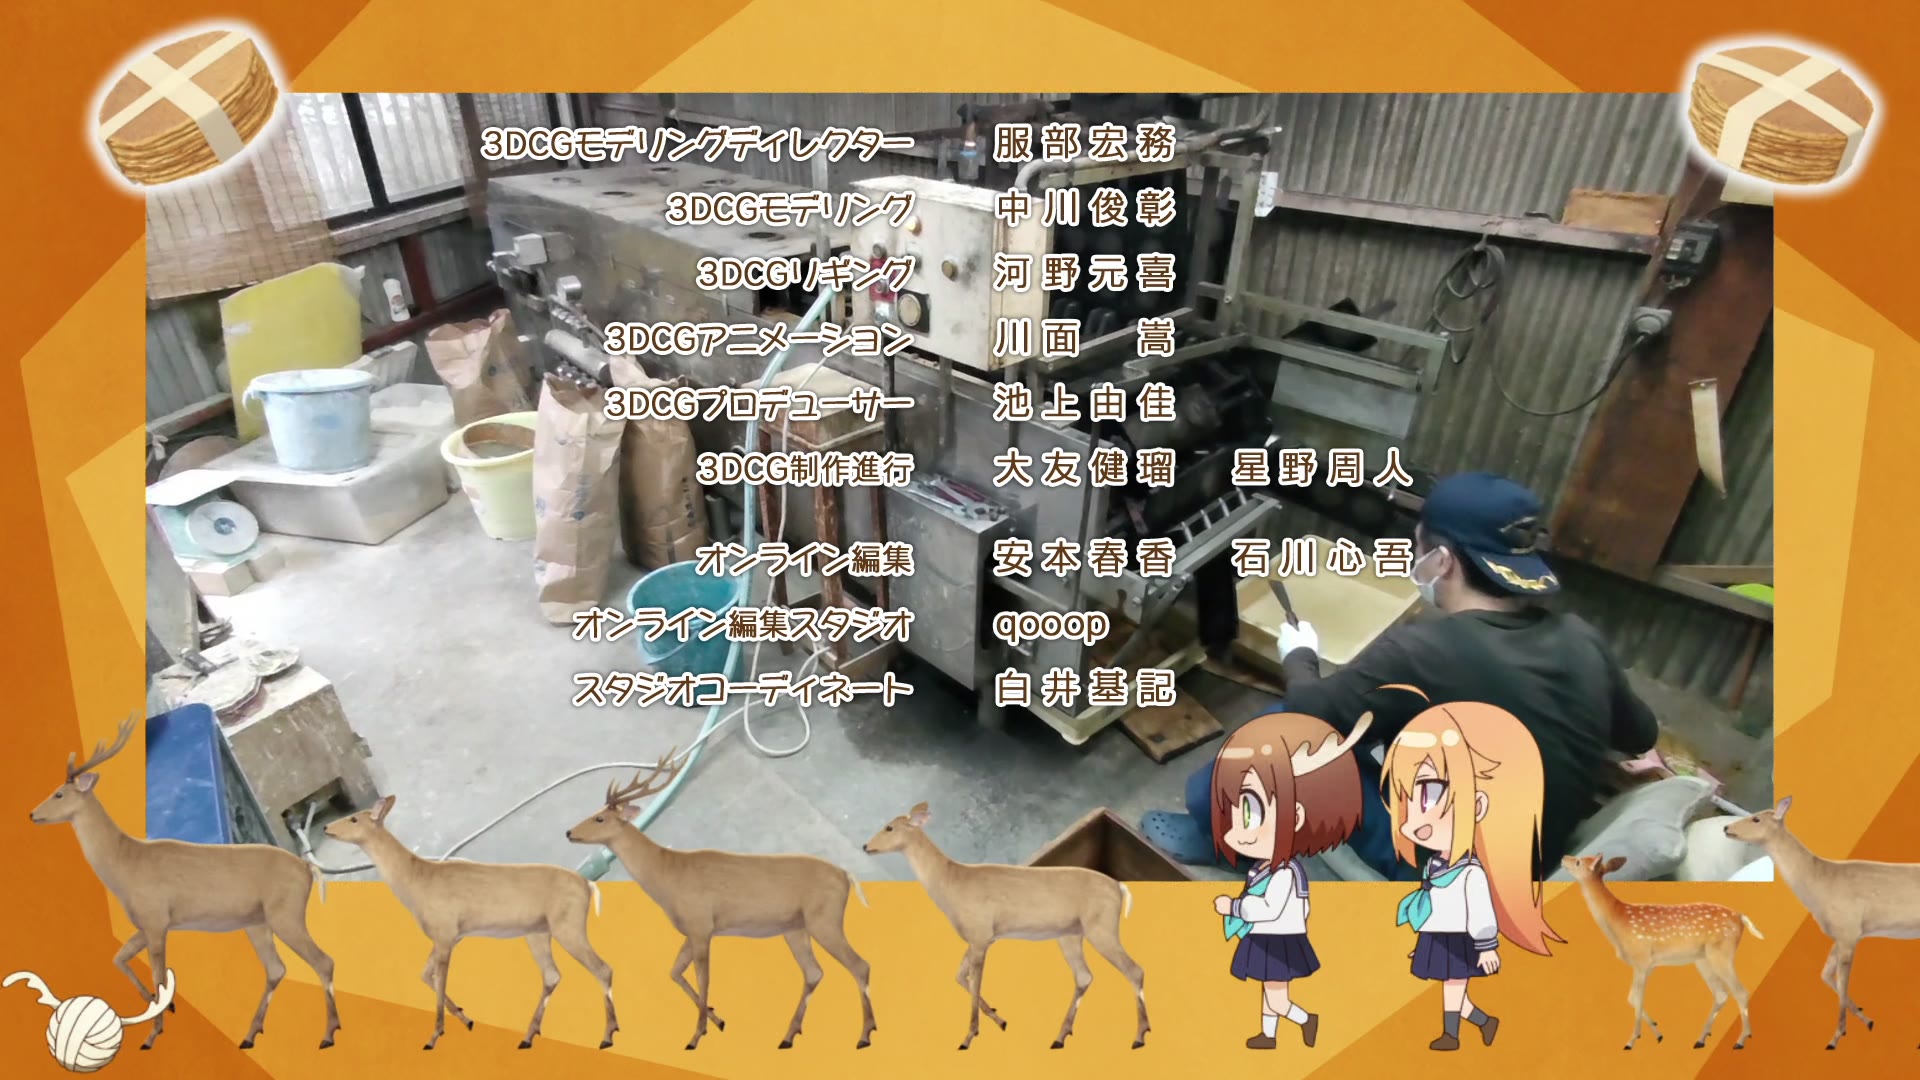 3DCGモデリングディレクター 服部宏務
3DCGモデリング 中川俊彰
3DCGリギング 河野元喜
3DCGアニメーション 川面 嵩
3DCGプロデューサー 池上由佳
3DCG制作進行 大友健瑠 星野周人
オンライン編集 安本春香 石川心吾
オンライン編集スタジオ qooop
スタジオコーディネート 白井基記